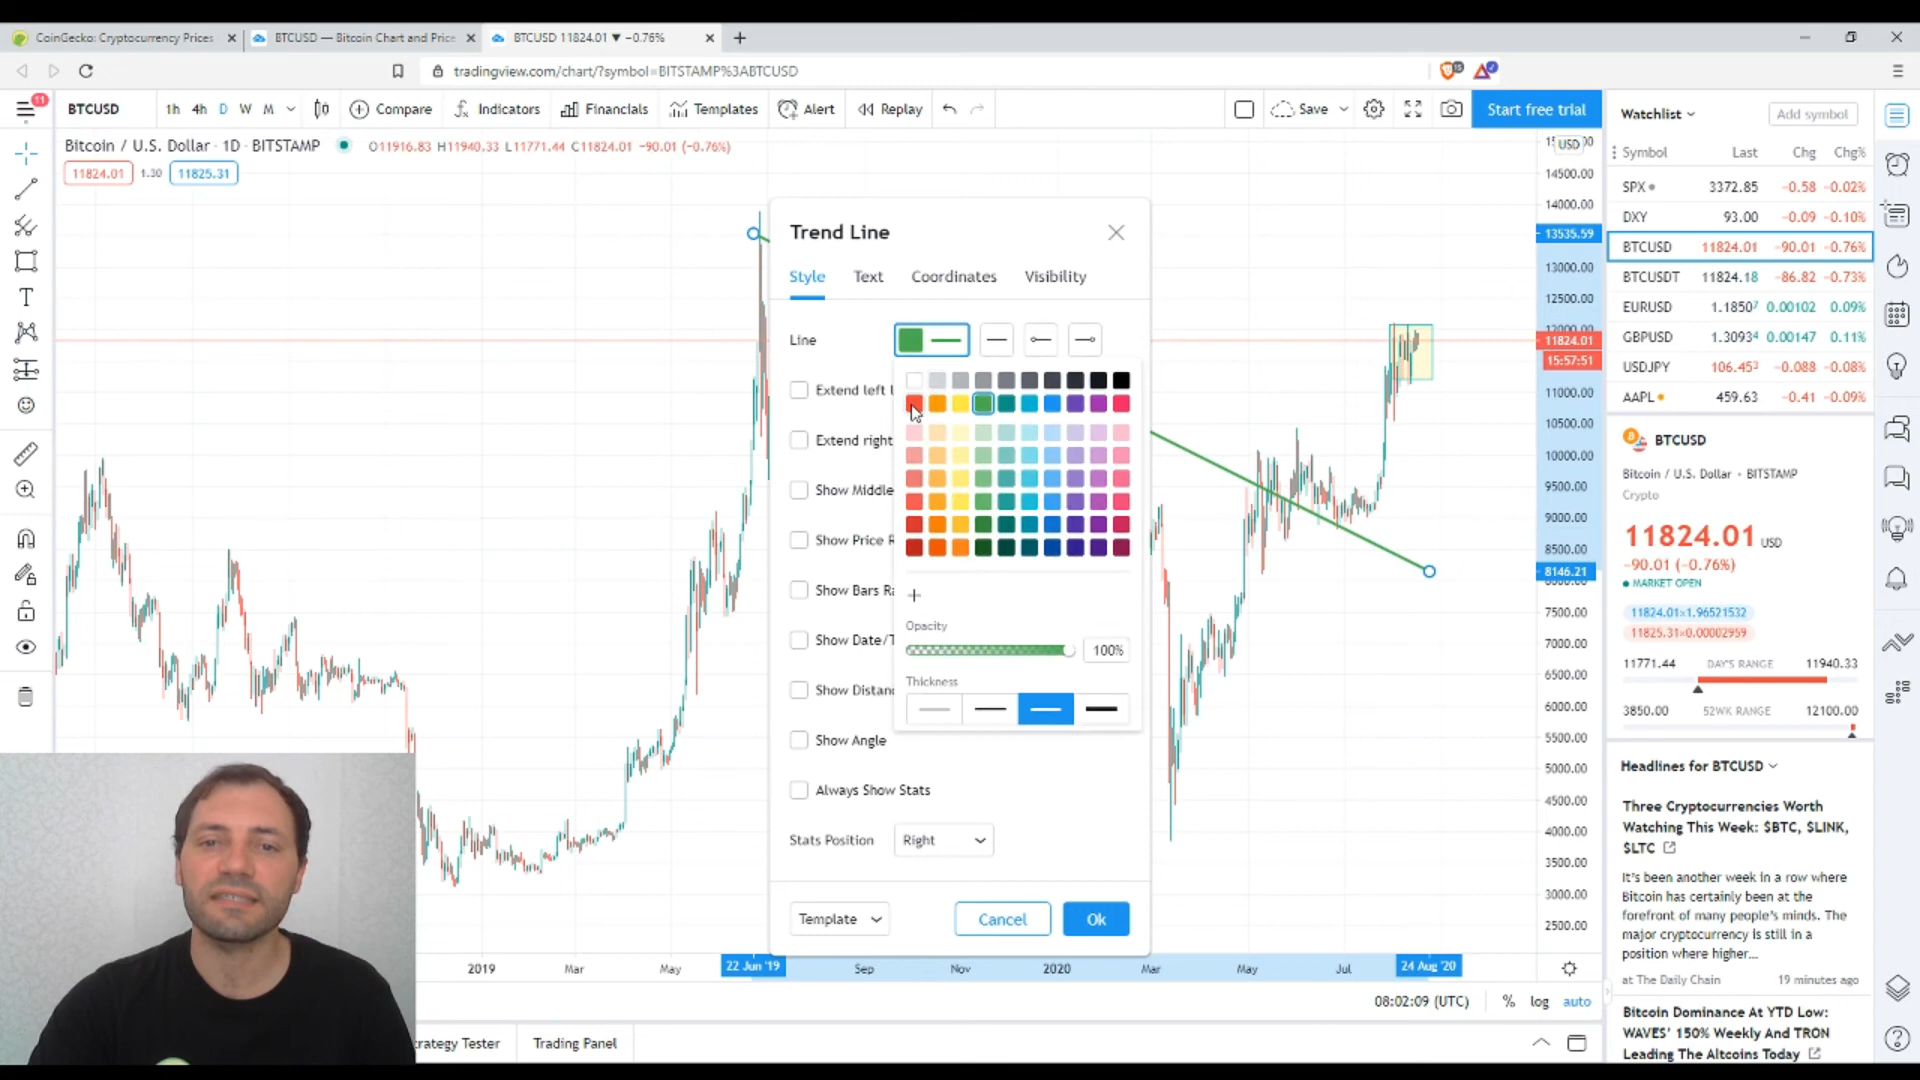 CoinGecko: Cryptocurrency Prices
BTCUSD — Bitcoin Chart and Price
BTCUSD 11824.01 ▼ −0.76%
tradingview.com/chart/?symbol=BITSTAMP%3ABTCUSD
11
BTCUSD
1h 4h D W M
Compare
Indicators
Financials
Templates
Alert
Replay
Save
Start free trial
Bitcoin / U.S. Dollar · 1D · BITSTAMP
O11916.83 H11940.33 L11771.44 C11824.01 −90.01 (−0.76%)
11824.01 1.30 11825.31
USD
14500.00
14000.00
13535.59
13000.00
12500.00
12000.00
11824.01
15:57:51
11000.00
10500.00
10000.00
9500.00
9000.00
8500.00
8146.21
7500.00
7000.00
6500.00
6000.00
5500.00
5000.00
4500.00
4000.00
3500.00
3000.00
2500.00
Trend Line
Style Text Coordinates Visibility
Line
Extend left
Extend right
Show Middle
Show Price
Show Bars
Show Date/
Show
Show Angle
Always Show Stats
Stats Position Right
Opacity
100%
Thickness
Template
Cancel
Ok
2019 Mar May 22 Jun '19 Sep Nov 2020 Mar May Jul 24 Aug '20
08:02:09 (UTC) % log auto
Tester
Trading Panel
Watchlist
Add symbol
Symbol Last Chg Chg%
SPX 3372.85 −0.58 −0.02%
DXY 93.00 −0.09 −0.10%
BTCUSD 11824.01 −90.01 −0.76%
BTCUSDT 11824.18 −86.82 −0.73%
EURUSD 1.18507 0.00102 0.09%
GBPUSD 1.30934 0.00147 0.11%
USDJPY 106.453 −0.088 −0.08%
AAPL 459.63 −0.41 −0.09%
BTCUSD
Bitcoin / U.S. Dollar • BITSTAMP
Crypto
11824.01 USD
−90.01 (−0.76%)
MARKET OPEN
11824.01×1.96521532
11825.31×0.00002959
11771.44 DAY'S RANGE 11940.33
3850.00 52WK RANGE 12100.00
Headlines for BTCUSD
Three Cryptocurrencies Worth
Watching This Week: $BTC, $LINK,
$LTC
It's been another week in a row where
Bitcoin has certainly been at the
forefront of many people's minds. The
major cryptocurrency is still in a
position where higher...
at The Daily Chain 19 minutes ago
Bitcoin Dominance At YTD Low:
WAVES' 150% Weekly And TRON
Leading The Altcoins Today